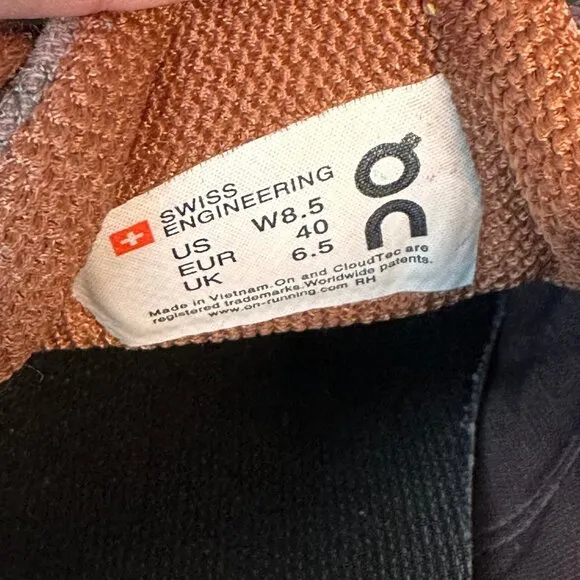 SWISS
ENGINEERING
US W8.5
EUR 40
UK 6.5
Made in Vietnam. On and CloudTec are
registered trademarks. Worldwide patents.
www.on-running.com RH
On